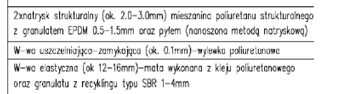 2xnatrysk strukturalny (ok. 2.0-3.0mm) mieszanina poliuretanu strukturalnego
z granulatem EPDM 0.5-1.5mm oraz pyłem (nanoszona metodą natryskową)
W-wa uszczelniająco-zamykająca (ok. 0.1mm)-wylewka poliuretanowa
W-wa elastyczna (ok 12-16mm)-mata wykonana z kleju poliuretanowego
oraz granulatu z recyklingu typu SBR 1-4mm